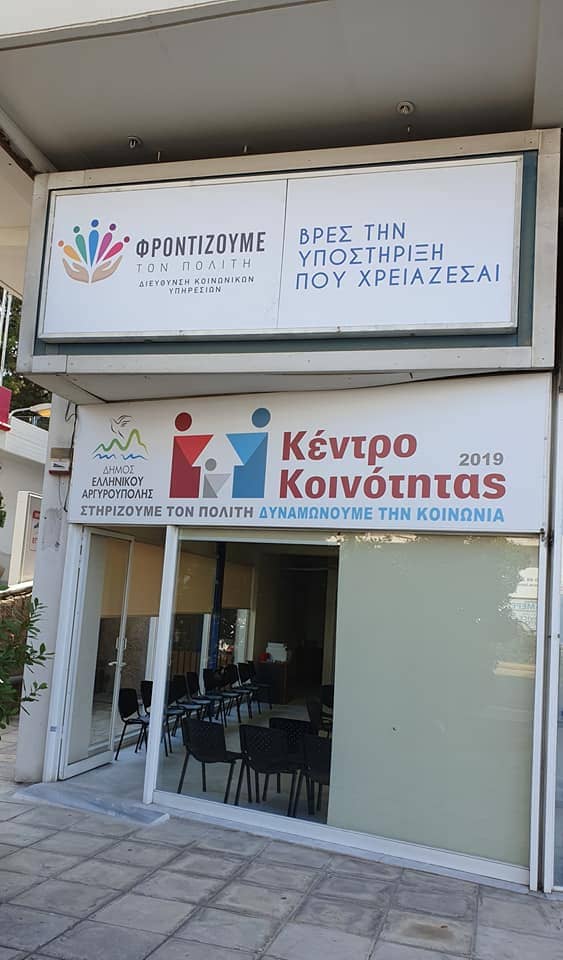 ΦΡΟΝΤΙΖΟΥΜΕ
ΤΟΝ ΠΟΛΙΤΗ
ΔΙΕΥΘΥΝΣΗ ΚΟΙΝΩΝΙΚΩΝ
ΥΠΗΡΕΣΙΩΝ
ΒΡΕΣ ΤΗΝ
ΥΠΟΣΤΗΡΙΞΗ
ΠΟΥ ΧΡΕΙΑΖΕΣΑΙ
ΔΗΜΟΣ
ΕΛΛΗΝΙΚΟΥ
ΑΡΓΥΡΟΥΠΟΛΗΣ
Κέντρο
2019
Κοινότητας
ΣΤΗΡΙΖΟΥΜΕ ΤΟΝ ΠΟΛΙΤΗ ΔΥΝΑΜΩΝΟΥΜΕ ΤΗΝ ΚΟΙΝΩΝΙΑ